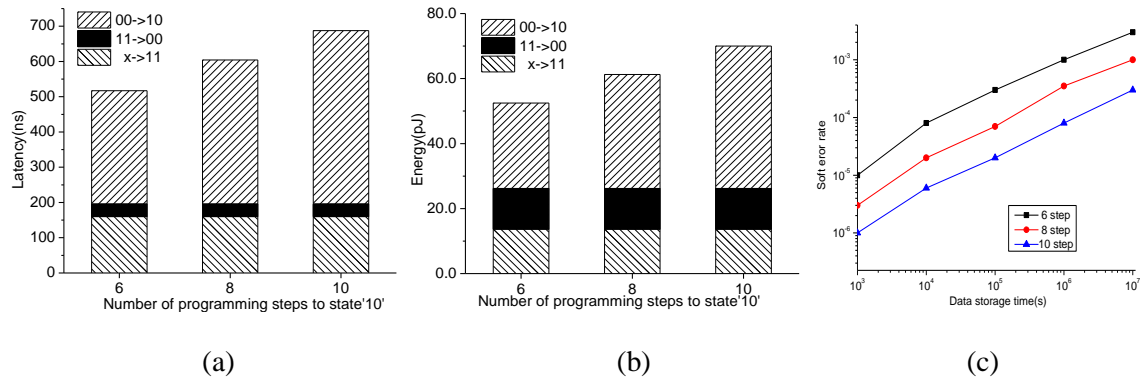 700
600
500
400
300
200
100
0
Latency(ns)
00->10
11->00
x->11
6
8
10
Number of programming steps to state'10'
(a)
80.0
60.0
40.0
20.0
0.0
Energy(pJ)
00->10
11->00
x->11
6
8
10
Number of programming steps to state'10'
(b)
10^-3
10^-4
10^-5
10^-6
Soft error rate
6 step
8 step
10 step
10^3
10^4
10^5
10^6
10^7
Data storage time(s)
(c)